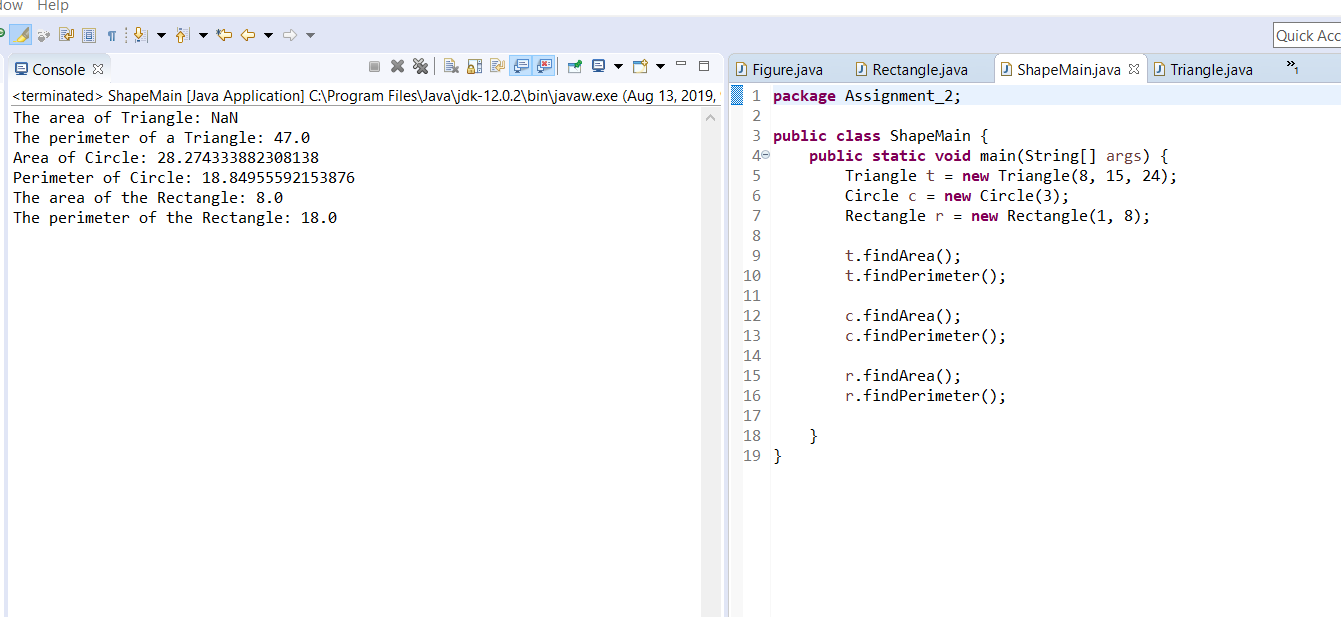 dow Help
Quick Acc
Console
<terminated> ShapeMain [Java Application] C:\Program Files\Java\jdk-12.0.2\bin\javaw.exe (Aug 13, 2019,
The area of Triangle: NaN
The perimeter of a Triangle: 47.0
Area of Circle: 28.274333882308138
Perimeter of Circle: 18.84955592153876
The area of the Rectangle: 8.0
The perimeter of the Rectangle: 18.0
Figure.java Rectangle.java ShapeMain.java Triangle.java »1
1 package Assignment_2;
2
3 public class ShapeMain {
4 public static void main(String[] args) {
5 Triangle t = new Triangle(8, 15, 24);
6 Circle c = new Circle(3);
7 Rectangle r = new Rectangle(1, 8);
8
9 t.findArea();
10 t.findPerimeter();
11
12 c.findArea();
13 c.findPerimeter();
14
15 r.findArea();
16 r.findPerimeter();
17
18 }
19 }